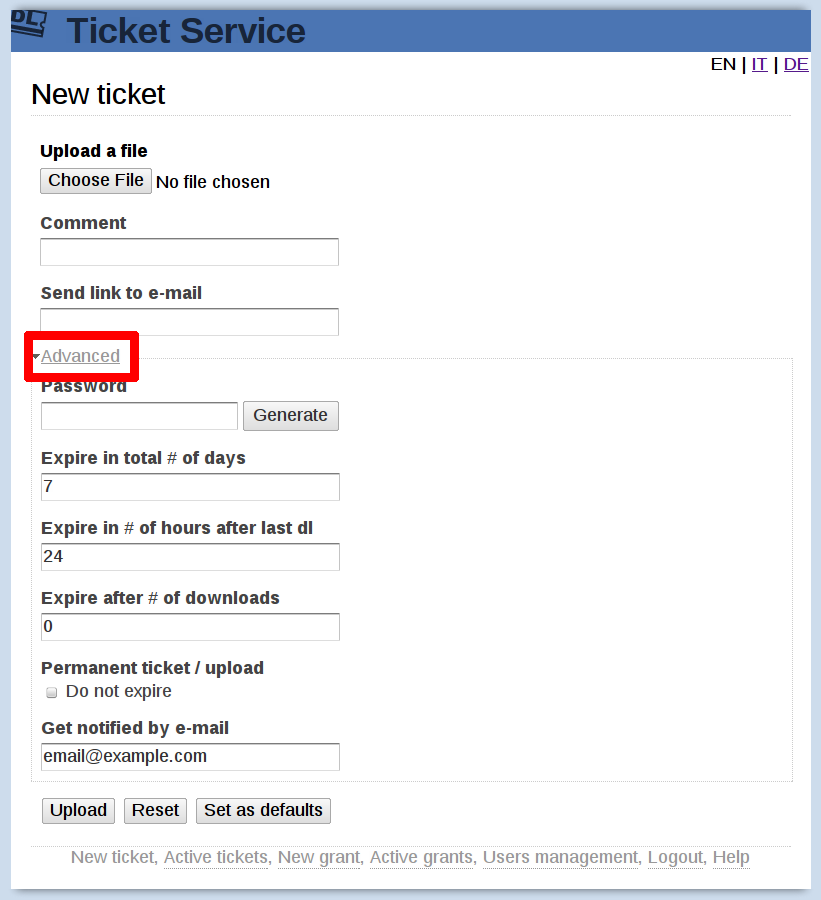 DL Ticket Service
EN | IT | DE
New ticket
Upload a file
Choose File No file chosen
Comment
Send link to e-mail
Advanced
Password
Generate
Expire in total # of days
7
Expire in # of hours after last dl
24
Expire after # of downloads
0
Permanent ticket / upload
Do not expire
Get notified by e-mail
email@example.com
Upload Reset Set as defaults
New ticket, Active tickets, New grant, Active grants, Users management, Logout, Help